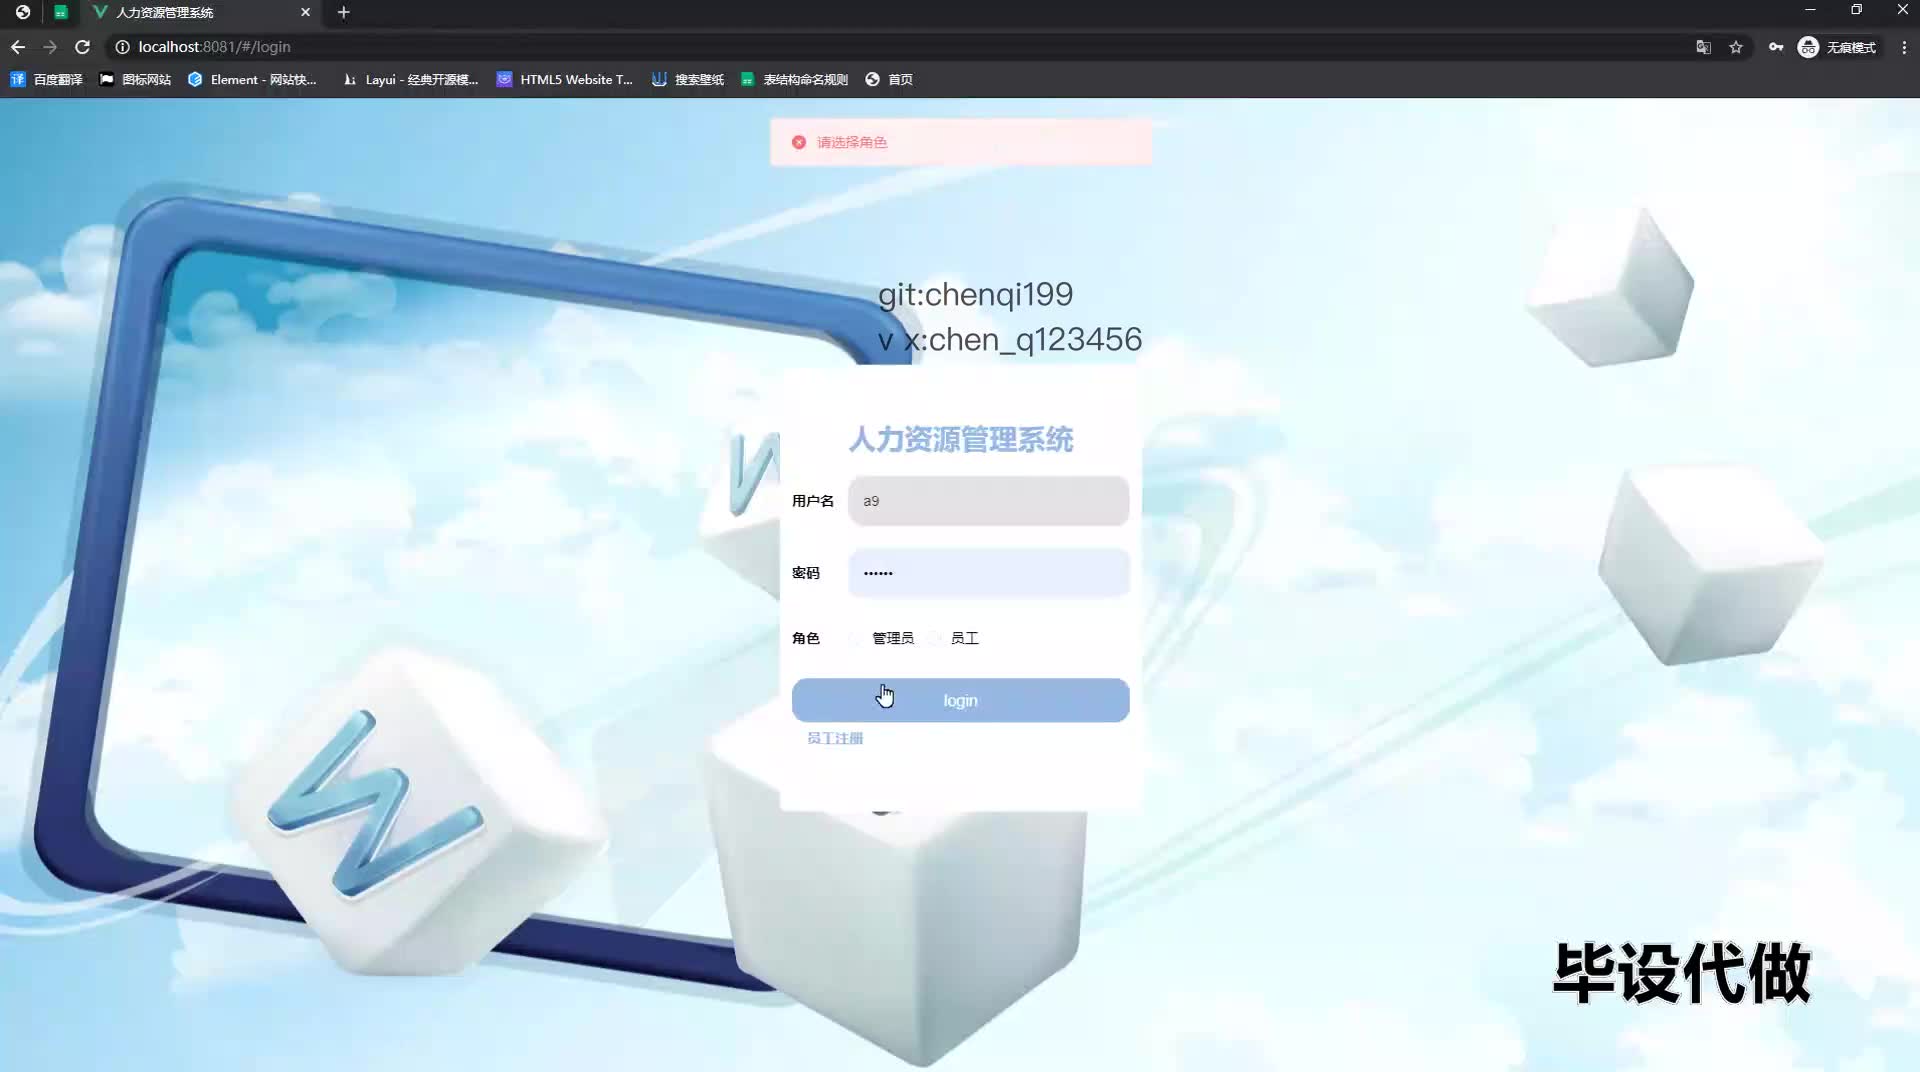 人力资源管理系统
localhost:8081/#/login
无痕模式
百度翻译
图标网站
Element - 网站快...
Layui - 经典开源模...
HTML5 Website T...
搜索壁纸
表结构命名规则
首页
请选择角色
git:chenqi199
v x:chen_q123456
人力资源管理系统
用户名
a9
密码
••••••
角色
管理员
员工
login
员工注册
毕设代做